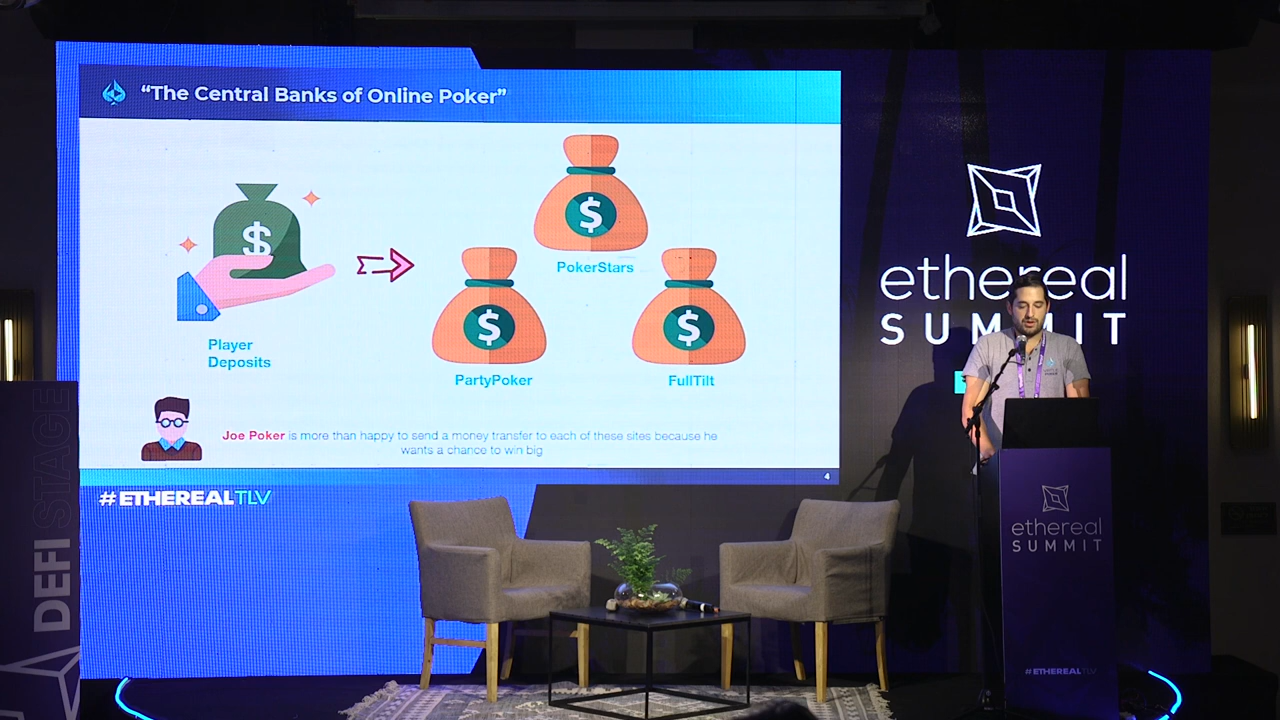 “The Central Banks of Online Poker”
$
$
PokerStars
$
$
Player
Deposits
PartyPoker
FullTilt
Joe Poker is more than happy to send a money transfer to each of these sites because he
wants a chance to win big
4
#ETHEREALTLV
DEFI STAGE
ethereal
SUMMIT
ethereal
SUMMIT
#ETHEREALTLV